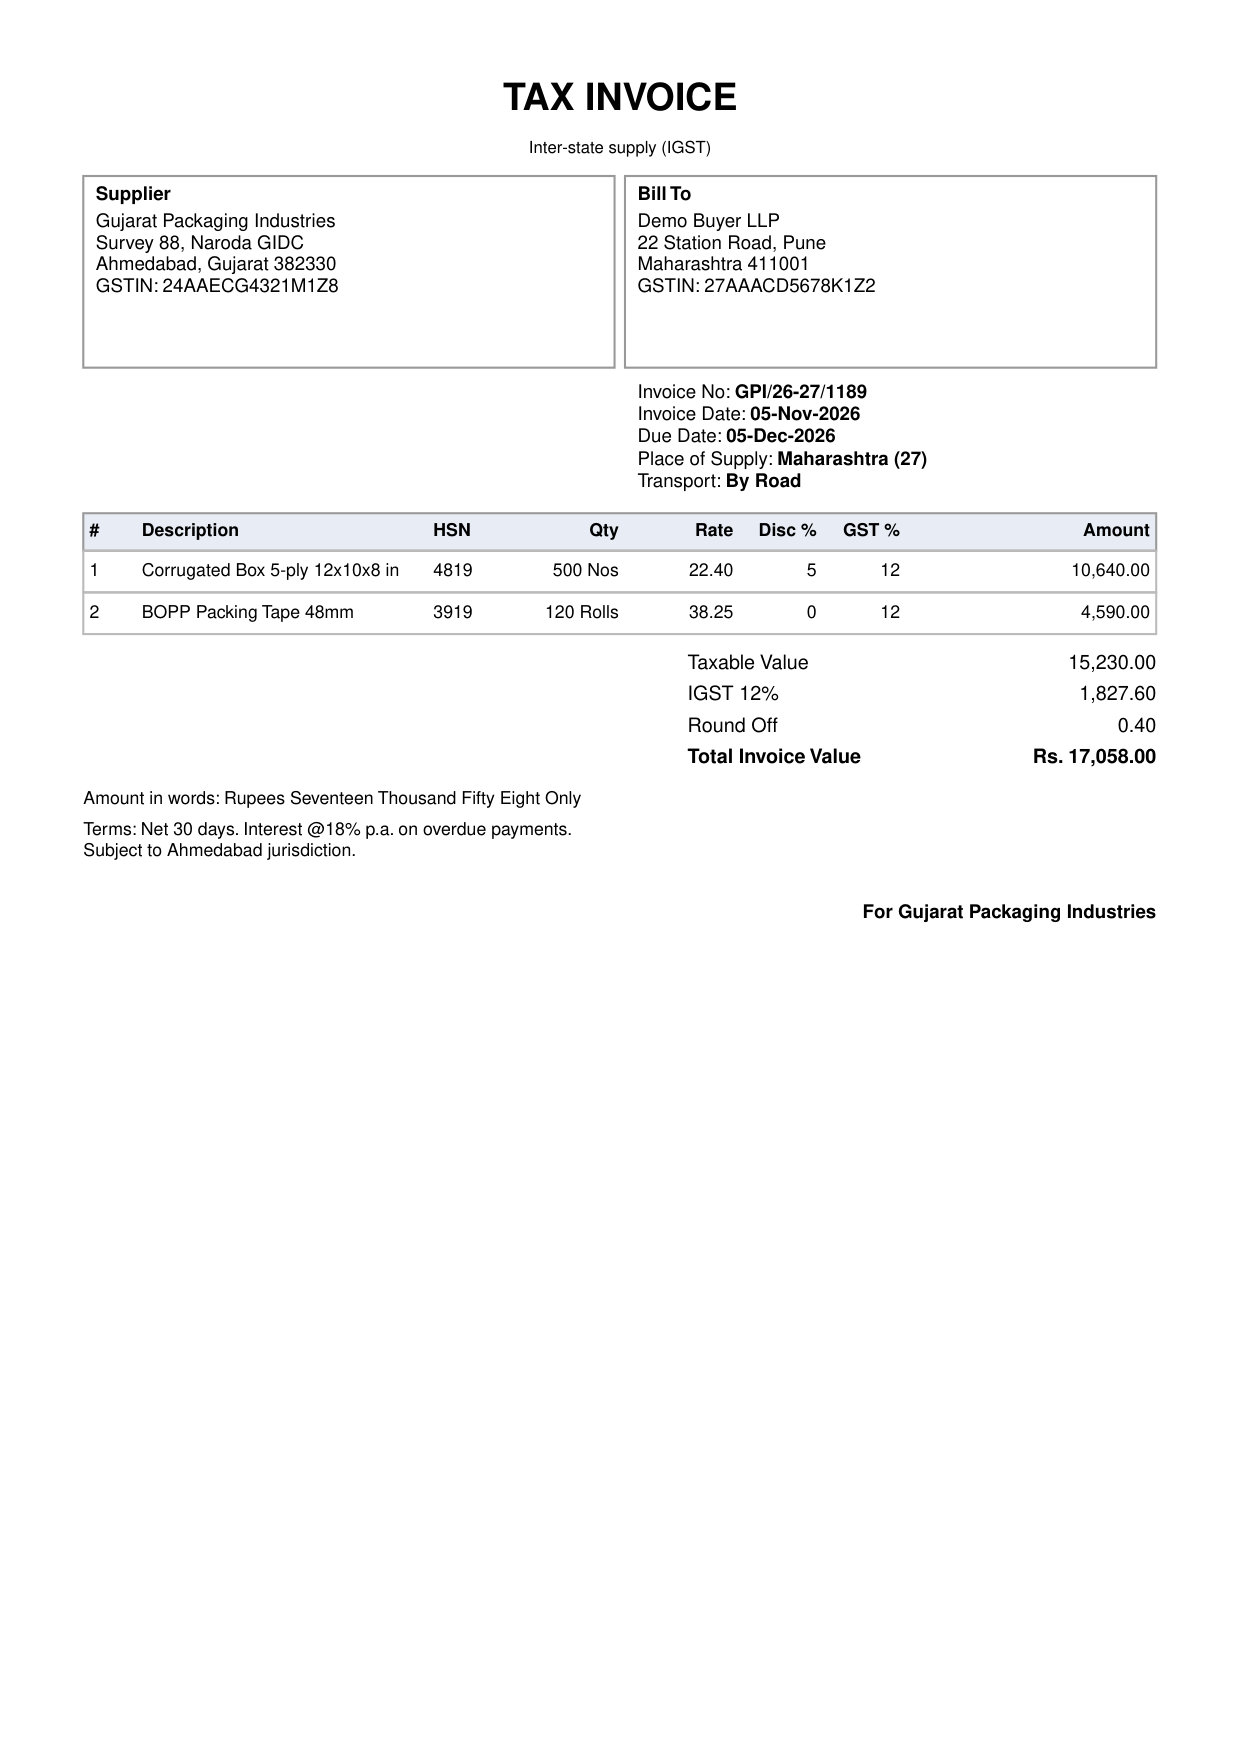 TAX INVOICE
Inter-state supply (IGST)
Supplier
Gujarat Packaging Industries
Survey 88, Naroda GIDC
Ahmedabad, Gujarat 382330
GSTIN: 24AAECG4321M1Z8
Bill To
Demo Buyer LLP
22 Station Road, Pune
Maharashtra 411001
GSTIN: 27AAACD5678K1Z2
Invoice No: GPI/26-27/1189
Invoice Date: 05-Nov-2026
Due Date: 05-Dec-2026
Place of Supply: Maharashtra (27)
Transport: By Road
# Description HSN Qty Rate Disc % GST % Amount
1 Corrugated Box 5-ply 12x10x8 in 4819 500 Nos 22.40 5 12 10,640.00
2 BOPP Packing Tape 48mm 3919 120 Rolls 38.25 0 12 4,590.00
Taxable Value 15,230.00
IGST 12% 1,827.60
Round Off 0.40
Total Invoice Value Rs. 17,058.00
Amount in words: Rupees Seventeen Thousand Fifty Eight Only
Terms: Net 30 days. Interest @18% p.a. on overdue payments.
Subject to Ahmedabad jurisdiction.
For Gujarat Packaging Industries